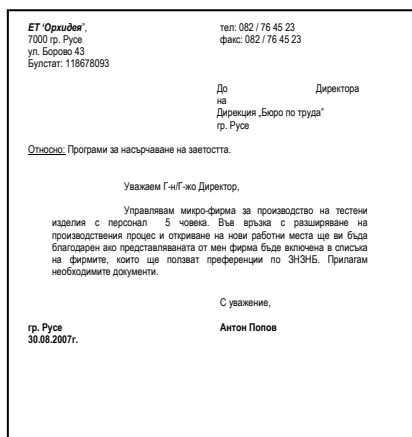 ЕТ “Орхидея”,
7000 гр. Русе
ул. Борово 43
Булстат: 118678093
тел: 082 / 76 45 23
факс: 082 / 76 45 23
До Директора
на
Дирекция „Бюро по труда”
гр. Русе
Относно: Програми за насърчаване на заетостта.
Уважаем Г-н/Г-жо Директор,
Управлявам микро-фирма за производство на тестени
изделия с персонал 5 човека. Във връзка с разширяване на
производствения процес и откриване на нови работни места ще ви бъда
благодарен ако представляваната от мен фирма бъде включена в списъка
на фирмите, които ще ползват преференции по ЗНЗНБ. Прилагам
необходимите документи.
С уважение,
гр. Русе Антон Попов
30.08.2007г.